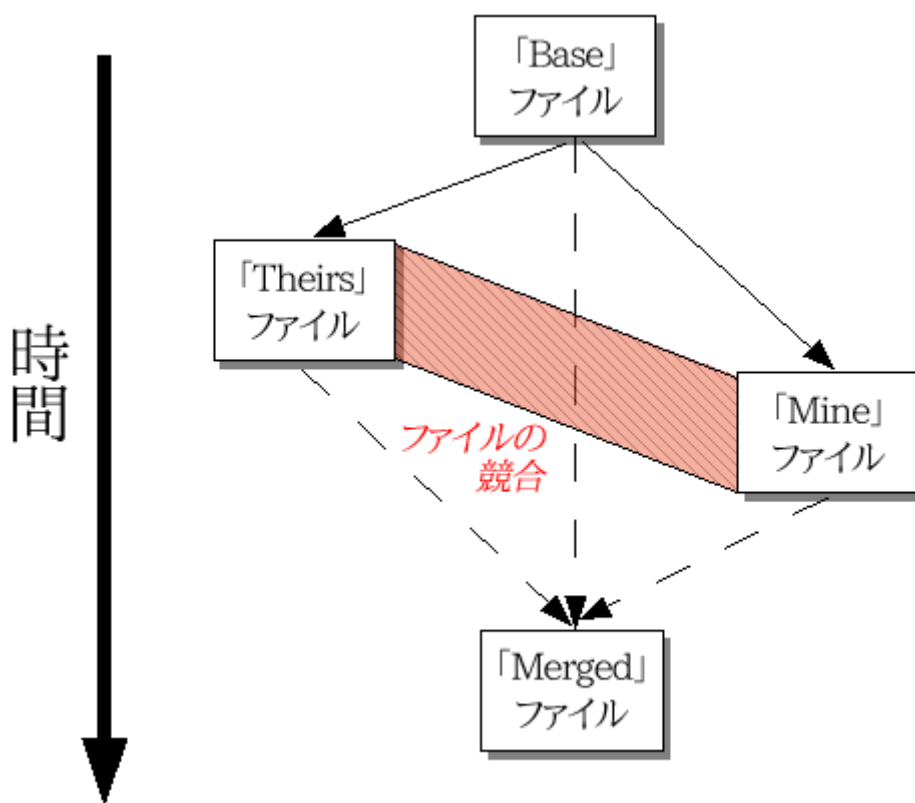 「Base」
ファイル
「Theirs」
ファイル
時間
「Mine」
ファイル
ファイルの
競合
「Merged」
ファイル